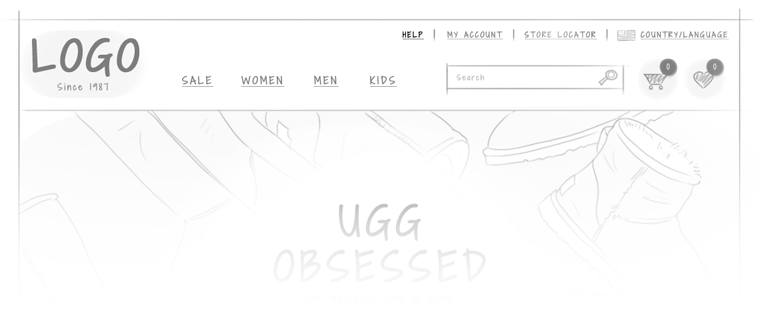 HELP | MY ACCOUNT | STORE LOCATOR | COUNTRY/LANGUAGE
LOGO
Since 1987
SALE WOMEN MEN KIDS
Search
0 0
UGG
OBSESSED